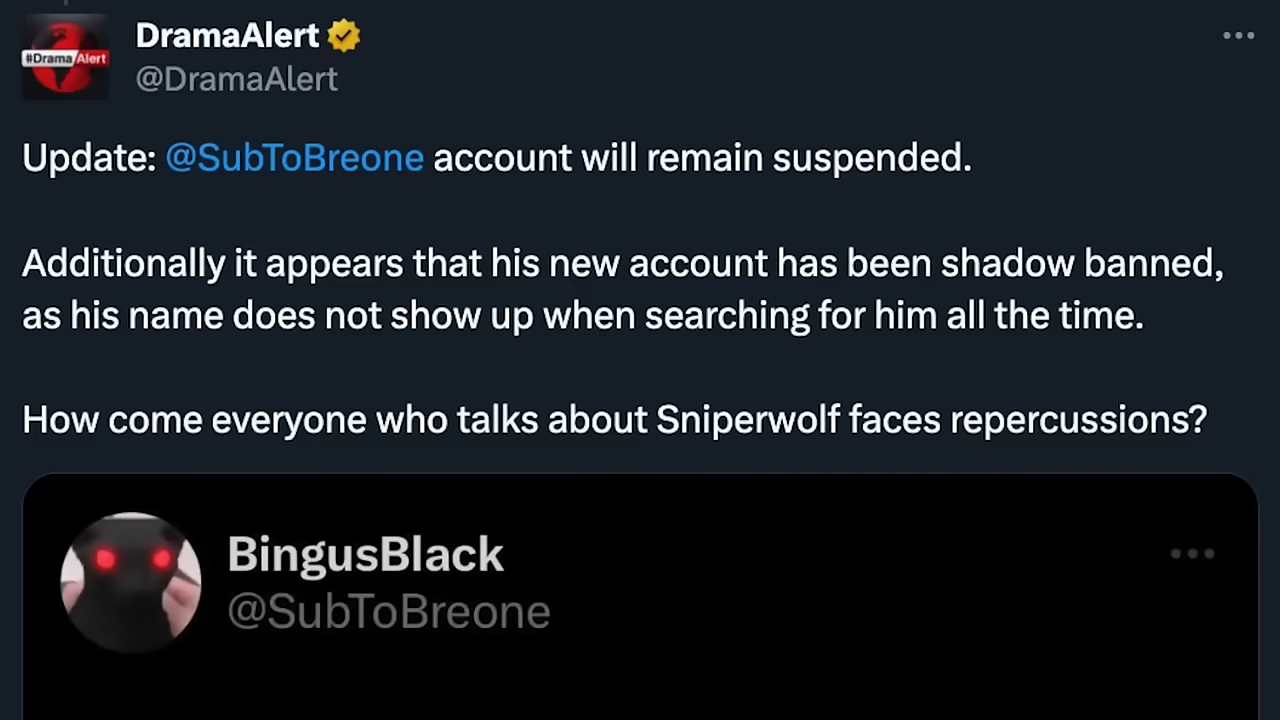 DramaAlert
#Drama Alert
@DramaAlert
Update: @SubToBreone account will remain suspended.
Additionally it appears that his new account has been shadow banned,
as his name does not show up when searching for him all the time.
How come everyone who talks about Sniperwolf faces repercussions?
BingusBlack
@SubToBreone